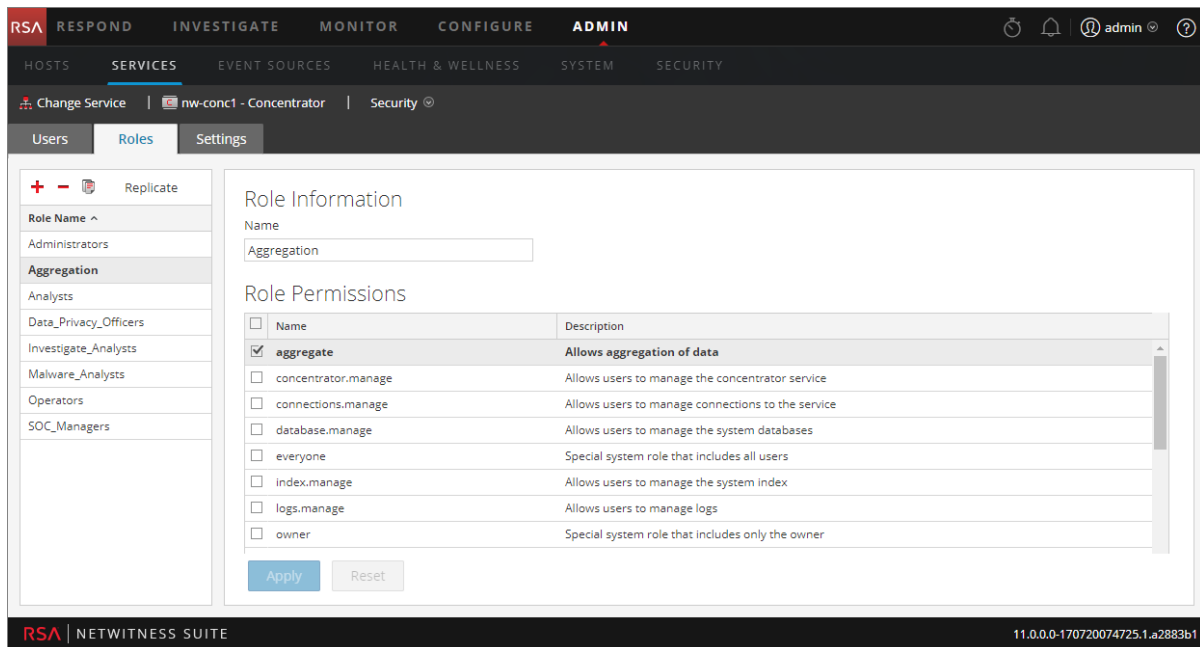 RSA RESPOND INVESTIGATE MONITOR CONFIGURE ADMIN admin ?
HOSTS SERVICES EVENT SOURCES HEALTH & WELLNESS SYSTEM SECURITY
Change Service | C nw-conc1 - Concentrator | Security
Users Roles Settings
+ - Replicate
Role Name
Administrators
Aggregation
Analysts
Data_Privacy_Officers
Investigate_Analysts
Malware_Analysts
Operators
SOC_Managers
Role Information
Name
Aggregation
Role Permissions
Name Description
aggregate Allows aggregation of data
concentrator.manage Allows users to manage the concentrator service
connections.manage Allows users to manage connections to the service
database.manage Allows users to manage the system databases
everyone Special system role that includes all users
index.manage Allows users to manage the system index
logs.manage Allows users to manage logs
owner Special system role that includes only the owner
Apply Reset
RSA | NETWITNESS SUITE 11.0.0.0-170720074725.1.a2883b1